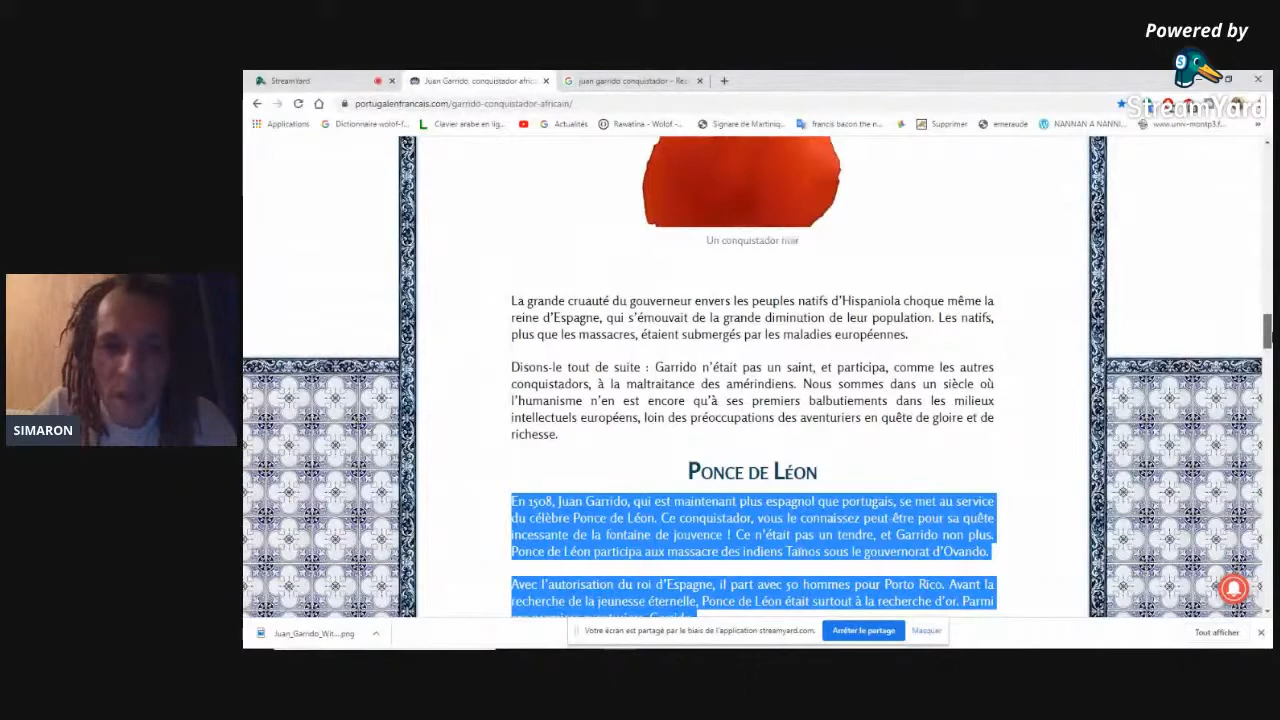 Powered by
StreamYard
StreamYard
Juan Garrido, conquistador afric
juan garrido conquistador - Re
portugalenfrancais.com/garrido-conquistador-africain/
Applications
Dictionnaire wolof-f...
Clavier arabe en lig...
Actualités
Rawatina - Wolof -...
Signare de Martiniq...
francis bacon the n...
Supprimer
emeraude
NANNAN A NANNI...
www.univ-montp3.f...
Un conquistador noir
La grande cruauté du gouverneur envers les peuples natifs d'Hispaniola choque même la
reine d'Espagne, qui s'émouvait de la grande diminution de leur population. Les natifs,
plus que les massacres, étaient submergés par les maladies européennes.
Disons-le tout de suite : Garrido n'était pas un saint, et participa, comme les autres
conquistadors, à la maltraitance des amérindiens. Nous sommes dans un siècle où
l'humanisme n'en est encore qu'à ses premiers balbutiements dans les milieux
intellectuels européens, loin des préoccupations des aventuriers en quête de gloire et de
richesse.
SIMARON
Ponce de Léon
En 1508, Juan Garrido, qui est maintenant plus espagnol que portugais, se met au service
du célèbre Ponce de Léon. Ce conquistador, vous le connaissez peut-être pour sa quête
incessante de la fontaine de jouvence ! Ce n'était pas un tendre, et Garrido non plus.
Ponce de Léon participa aux massacre des indiens Taïnos sous le gouvernorat d'Ovando.
Avec l'autorisation du roi d'Espagne, il part avec 50 hommes pour Porto Rico. Avant la
recherche de la jeunesse éternelle, Ponce de Léon était surtout à la recherche d'or. Parmi
Juan_Garrido_Wit....png
Votre écran est partagé par le biais de l'application streamyard.com.
Arrêter le partage
Masquer
Tout afficher